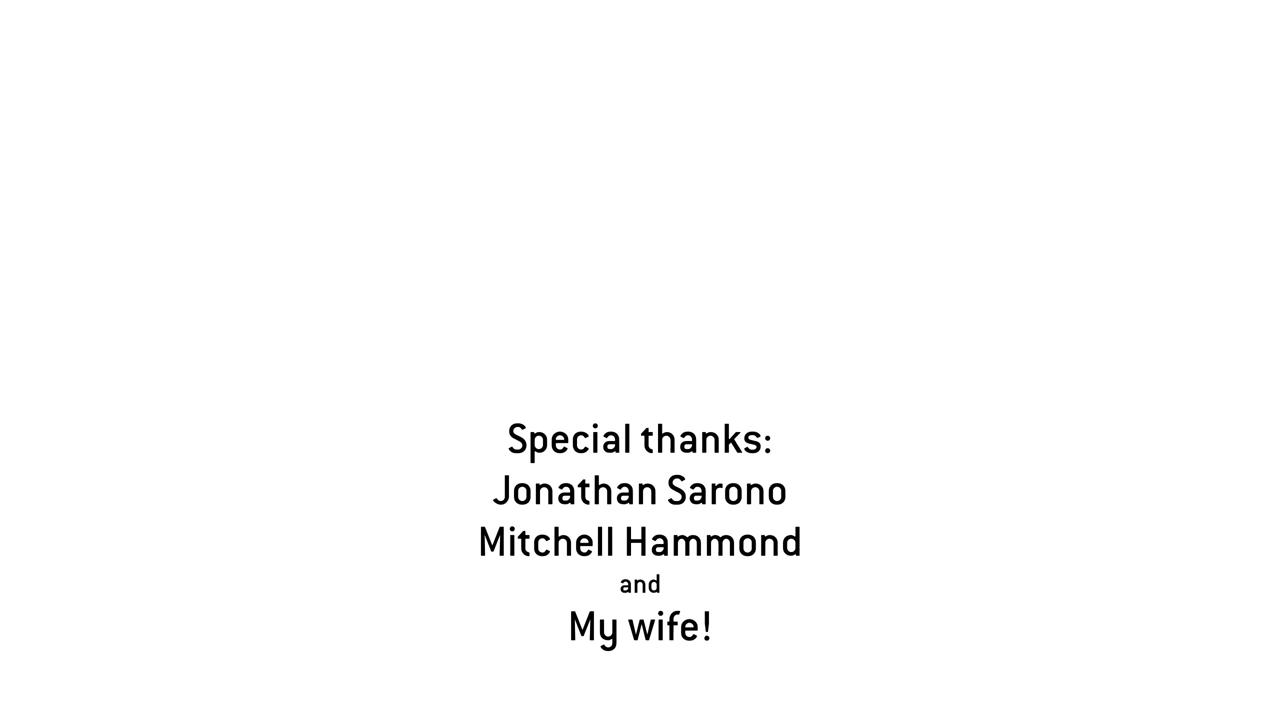 Special thanks:
Jonathan Sarono
Mitchell Hammond
and
My wife!